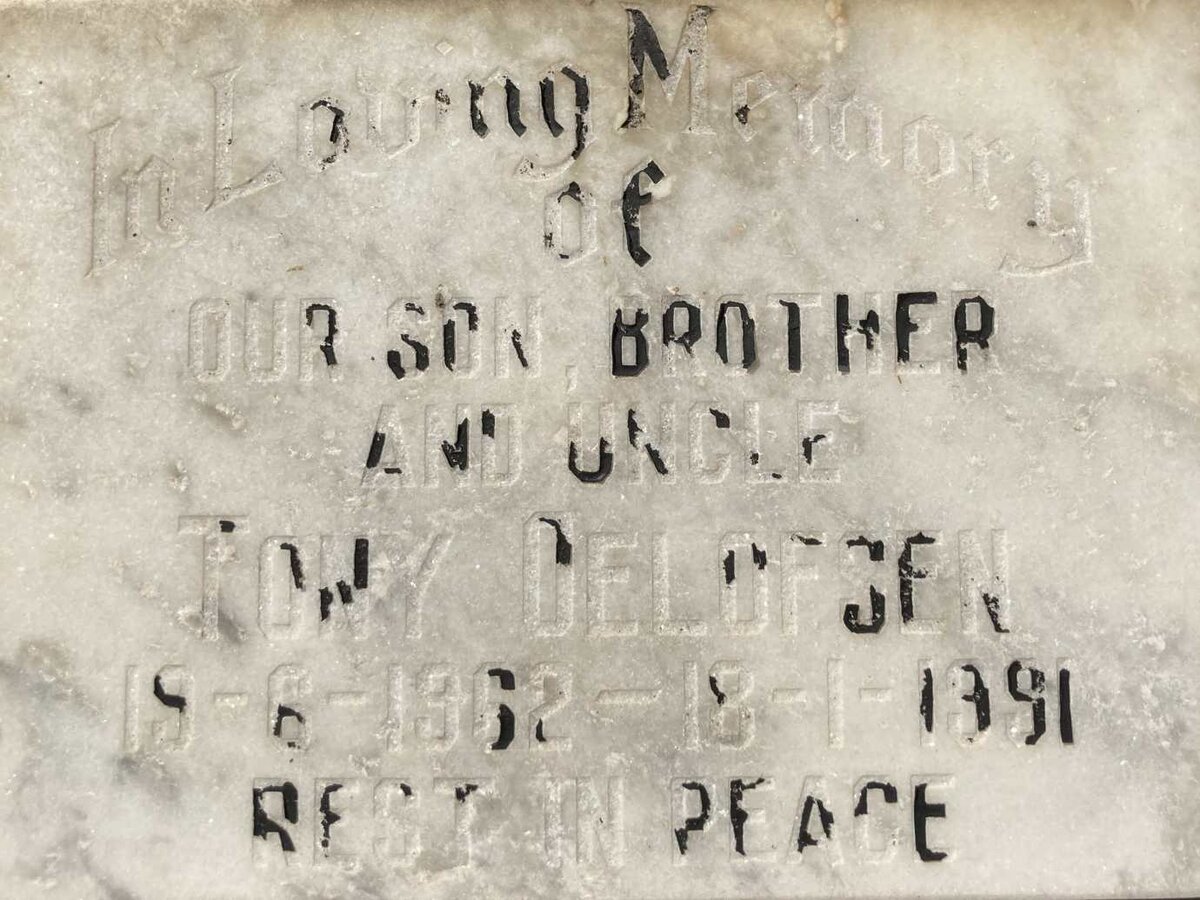 In Loving Memory
of
OUR SON, BROTHER
AND UNCLE
TONY DELOFSEN
19-6-1962 — 18-1-1991
REST IN PEACE